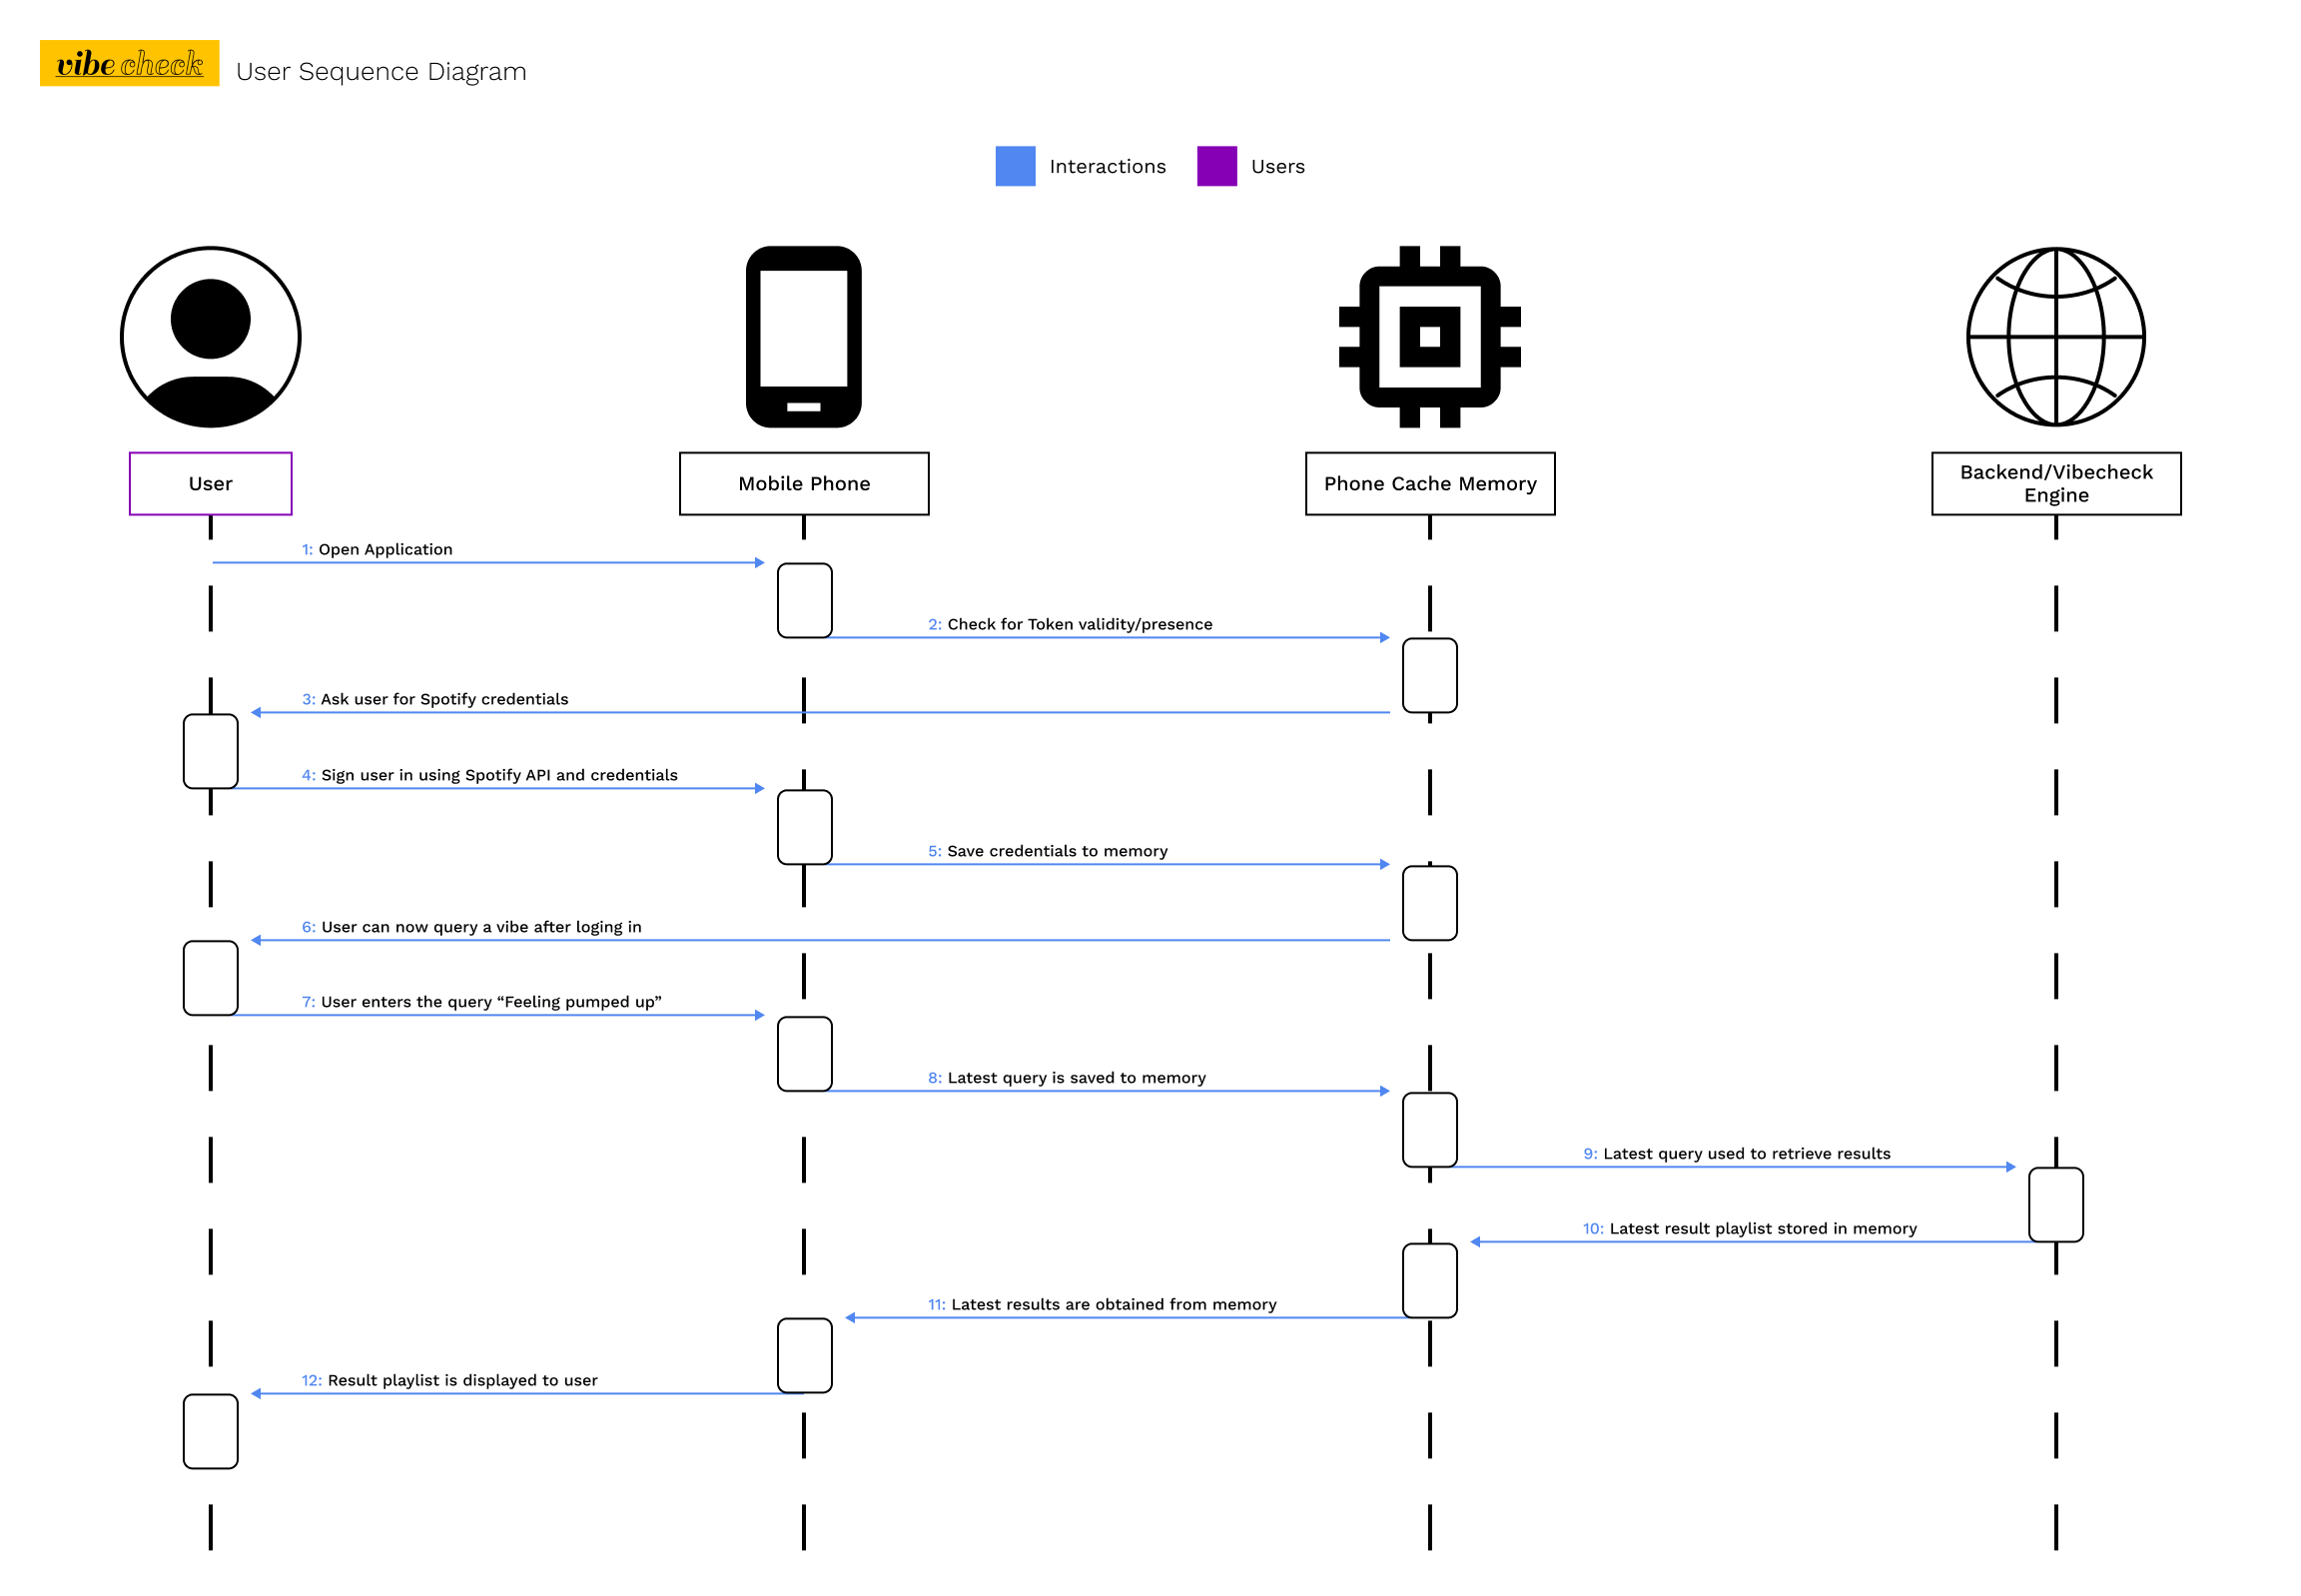 vibe check
User Sequence Diagram
Interactions
Users
User
Mobile Phone
Phone Cache Memory
Backend/Vibecheck
Engine
1: Open Application
2: Check for Token validity/presence
3: Ask user for Spotify credentials
4: Sign user in using Spotify API and credentials
5: Save credentials to memory
6: User can now query a vibe after loging in
7: User enters the query “Feeling pumped up”
8: Latest query is saved to memory
9: Latest query used to retrieve results
10: Latest result playlist stored in memory
11: Latest results are obtained from memory
12: Result playlist is displayed to user